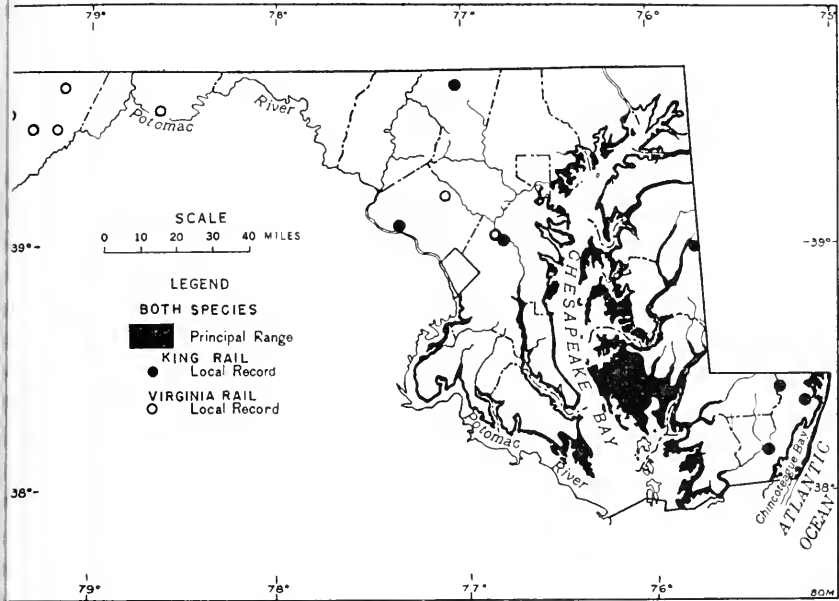 79° 78° 77° 76° 75°
Potomac River
SCALE
0 10 20 30 40 MILES
39° -39°
LEGEND
BOTH SPECIES
Principal Range
KING RAIL
Local Record
VIRGINIA RAIL
Local Record
CHESAPEAKE BAY
Potomac River
Chincoteague Bay
ATLANTIC OCEAN
38° -38°
79° 78° 77° 76°